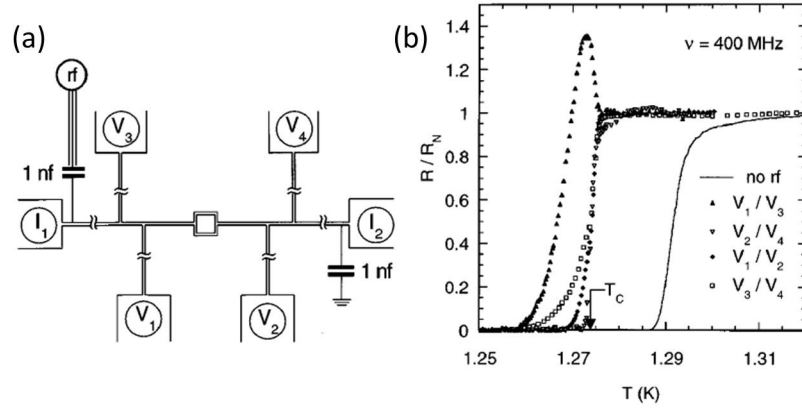 (a)
rf
1 nf
V3
V4
I1
I2
1 nf
V1
V2
(b)
R / RN
1.4
1.2
1
0.8
0.6
0.4
0.2
0
ν = 400 MHz
no rf
V1 / V3
V2 / V4
V1 / V2
V3 / V4
TC
1.25
1.27
1.29
1.31
T (K)